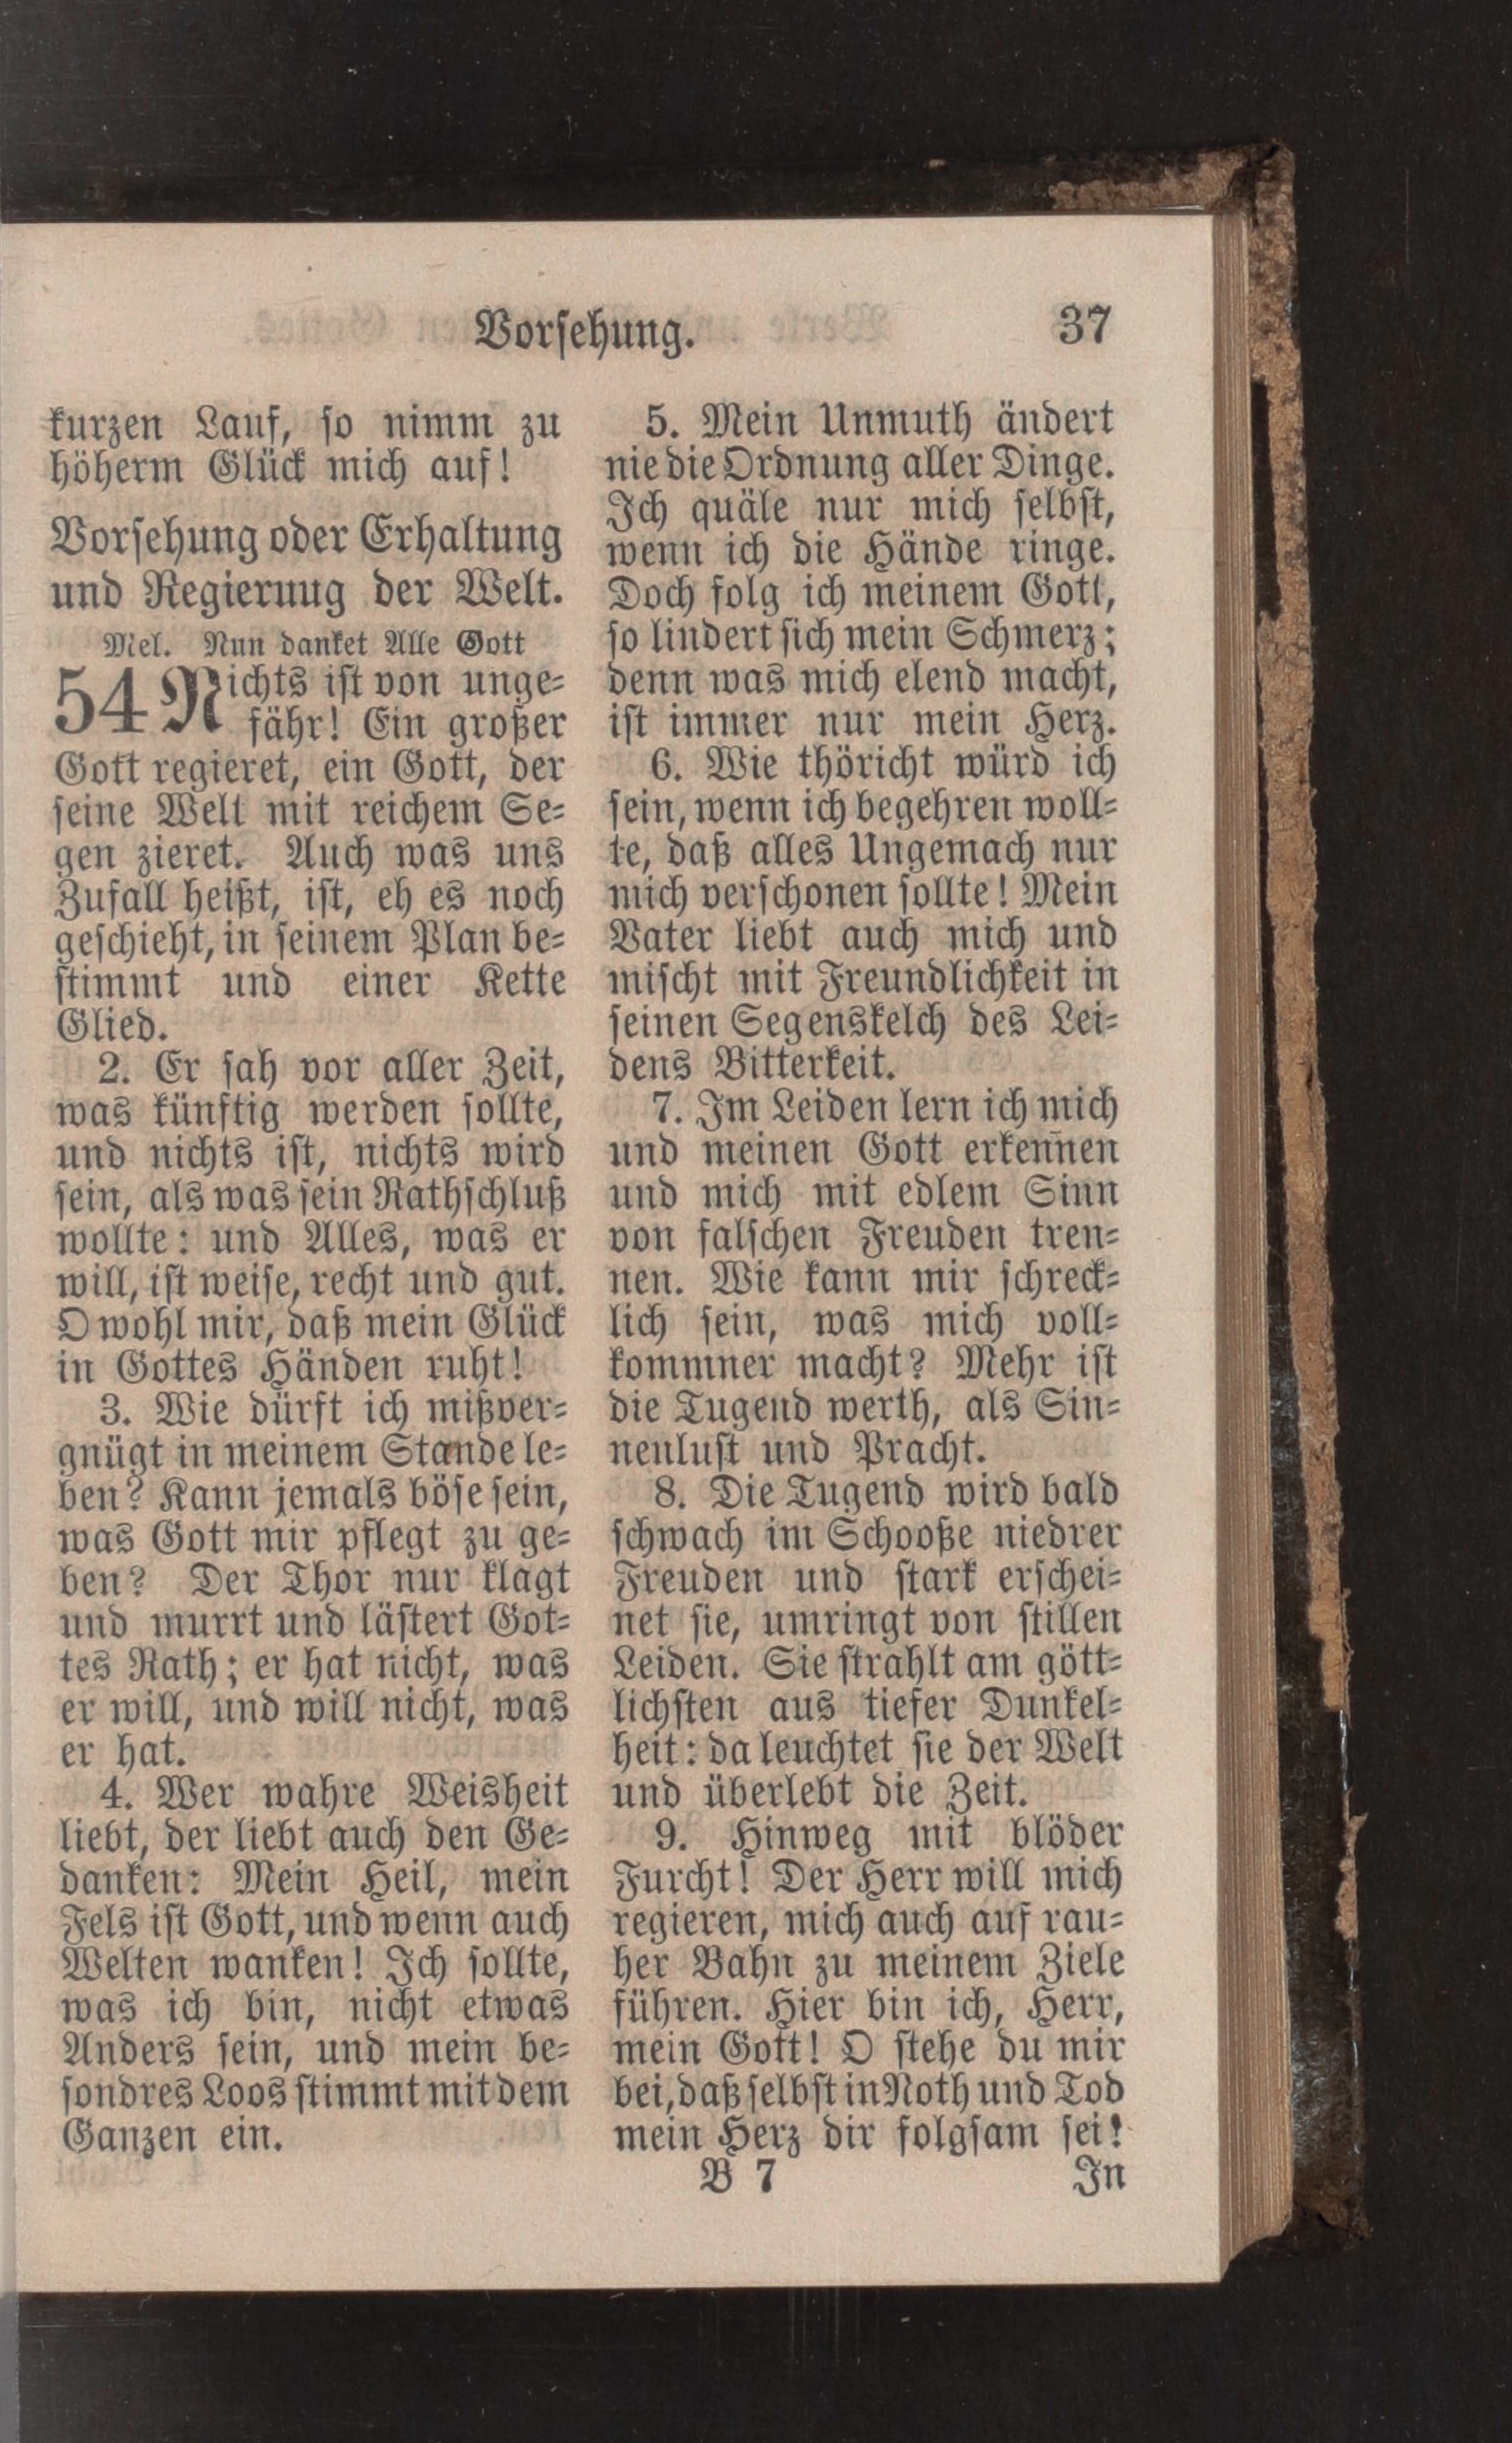 Vorsehung. 37
kurzen Lauf, so nimm zu
höherm Glück mich auf!
Vorsehung oder Erhaltung
und Regieruug der Welt.
Mel. Nun danket Alle Gott
54 Nichts ist von unge-
fähr! Ein großer
Gott regieret, ein Gott, der
seine Welt mit reichem Se-
gen zieret. Auch was uns
Zufall heißt, ist, eh es noch
geschieht, in seinem Plan be-
stimmt und einer Kette
Glied.
2. Er sah vor aller Zeit,
was künftig werden sollte,
und nichts ist, nichts wird
sein, als was sein Rathschluß
wollte: und Alles, was er
will, ist weise, recht und gut.
O wohl mir, daß mein Glück
in Gottes Händen ruht!
3. Wie dürft ich mißver-
gnügt in meinem Stande le-
ben? Kann jemals böse sein,
was Gott mir pflegt zu ge-
ben? Der Thor nur klagt
und murrt und lästert Got-
tes Rath; er hat nicht, was
er will, und will nicht, was
er hat.
4. Wer wahre Weisheit
liebt, der liebt auch den Ge-
danken: Mein Heil, mein
Fels ist Gott, und wenn auch
Welten wanken! Ich sollte,
was ich bin, nicht etwas
Anders sein, und mein be-
sondres Loos stimmt mit dem
Ganzen ein.
5. Mein Unmuth ändert
nie die Ordnung aller Dinge.
Ich quäle nur mich selbst,
wenn ich die Hände ringe.
Doch folg ich meinem Gott,
so lindert sich mein Schmerz;
denn was mich elend macht,
ist immer nur mein Herz.
6. Wie thöricht würd ich
sein, wenn ich begehren woll-
te, daß alles Ungemach nur
mich verschonen sollte! Mein
Vater liebt auch mich und
mischt mit Freundlichkeit in
seinen Segenskelch des Lei-
dens Bitterkeit.
7. Im Leiden lern ich mich
und meinen Gott erkeñnen
und mich mit edlem Sinn
von falschen Freuden tren-
nen. Wie kann mir schreck-
lich sein, was mich voll-
kommner macht? Mehr ist
die Tugend werth, als Sin-
nenlust und Pracht.
8. Die Tugend wird bald
schwach im Schooße niedrer
Freuden und stark erschei-
net sie, umringt von stillen
Leiden. Sie strahlt am gött-
lichsten aus tiefer Dunkel-
heit: da leuchtet sie der Welt
und überlebt die Zeit.
9. Hinweg mit blöder
Furcht! Der Herr will mich
regieren, mich auch auf rau-
her Bahn zu meinem Ziele
führen. Hier bin ich, Herr,
mein Gott! O stehe du mir
bei, daß selbst in Noth und Tod
mein Herz dir folgsam sei!
B 7 In